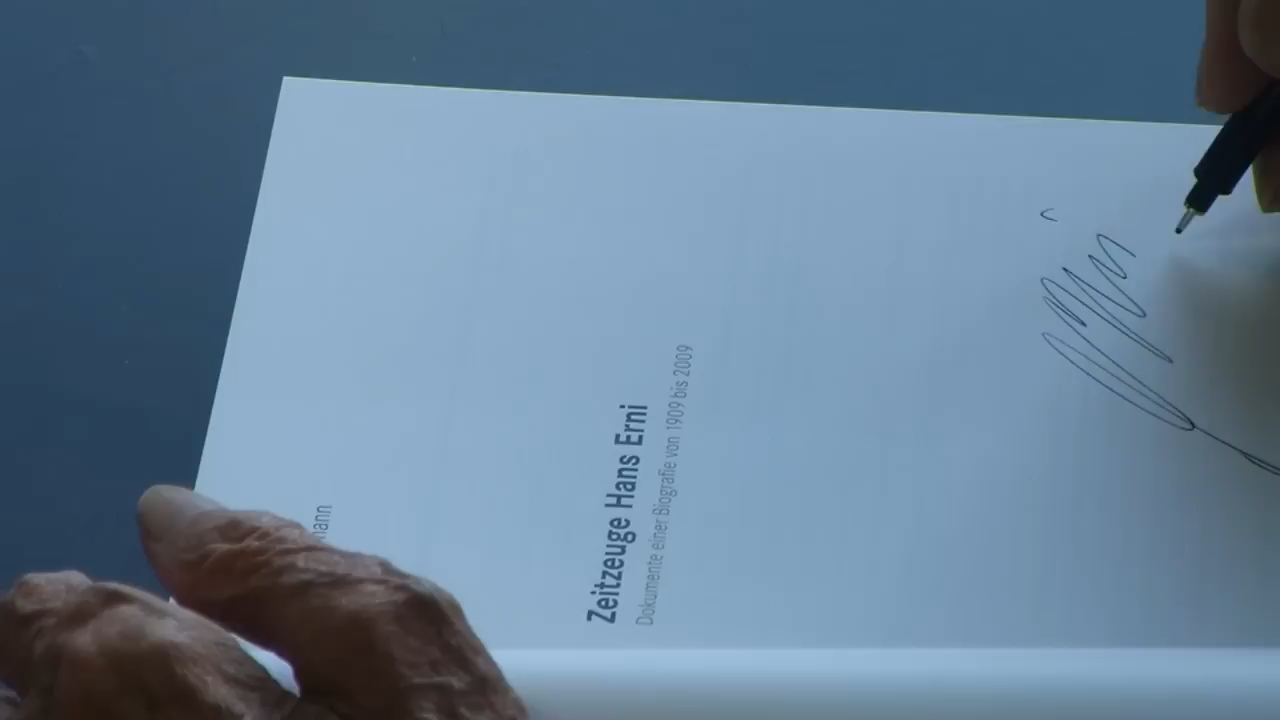 Zeitzeuge Hans Erni
Dokumente einer Biografie von 1909 bis 2009